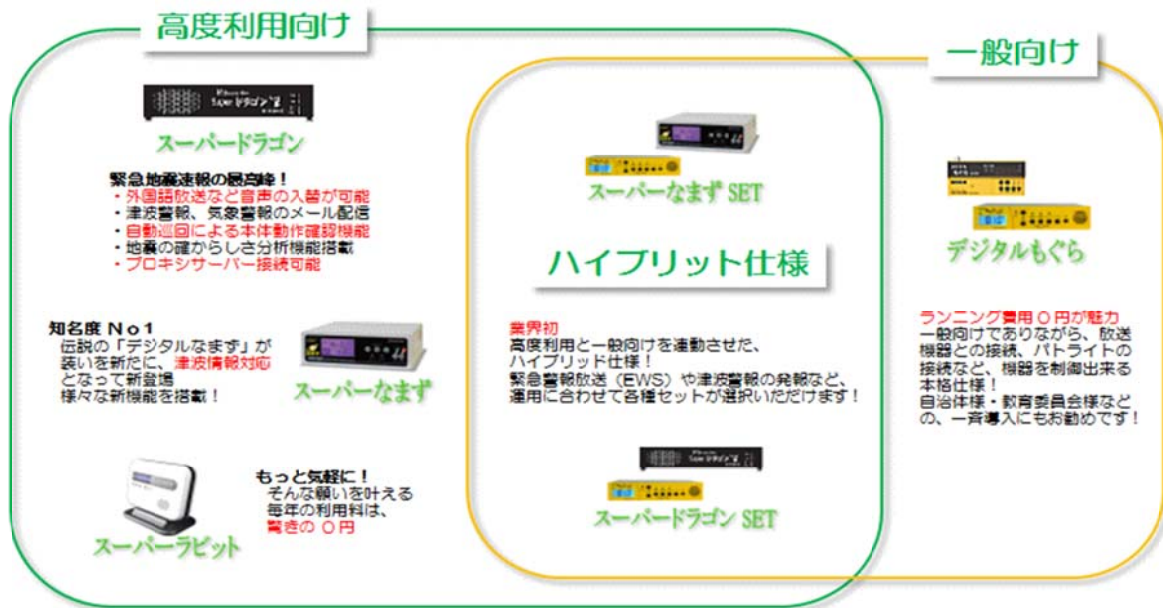 高度利用向け
一般向け
Super ドラゴン
スーパードラゴン
緊急地震速報の最高峰！
・外国語放送など音声の入替が可能
・津波警報、気象警報のメール配信
・自動巡回による本体動作確認機能
・地震の確からしさ分析機能搭載
・プロキシサーバー接続可能
知名度 No1
伝説の「デジタルなまず」が
装いを新たに、津波情報対応
となって新登場
様々な新機能を搭載！
スーパーなまず
もっと気軽に！
そんな願いを叶える
毎年の利用料は、
驚きの 0 円
スーパーラビット
スーパーなまず SET
ハイブリット仕様
業界初
高度利用と一般向けを連動させた、
ハイブリッド仕様！
緊急警報放送（EWS）や津波警報の発報など、
運用に合わせて各種セットが選択いただけます！
スーパードラゴン SET
デジタルもぐら
ランニング費用 0 円が魅力
一般向けでありながら、放送
機器との接続、パトライトの
接続など、機器を制御出来る
本格仕様！
自治体様・教育委員会様など
の、一斉導入にもお勧めです！